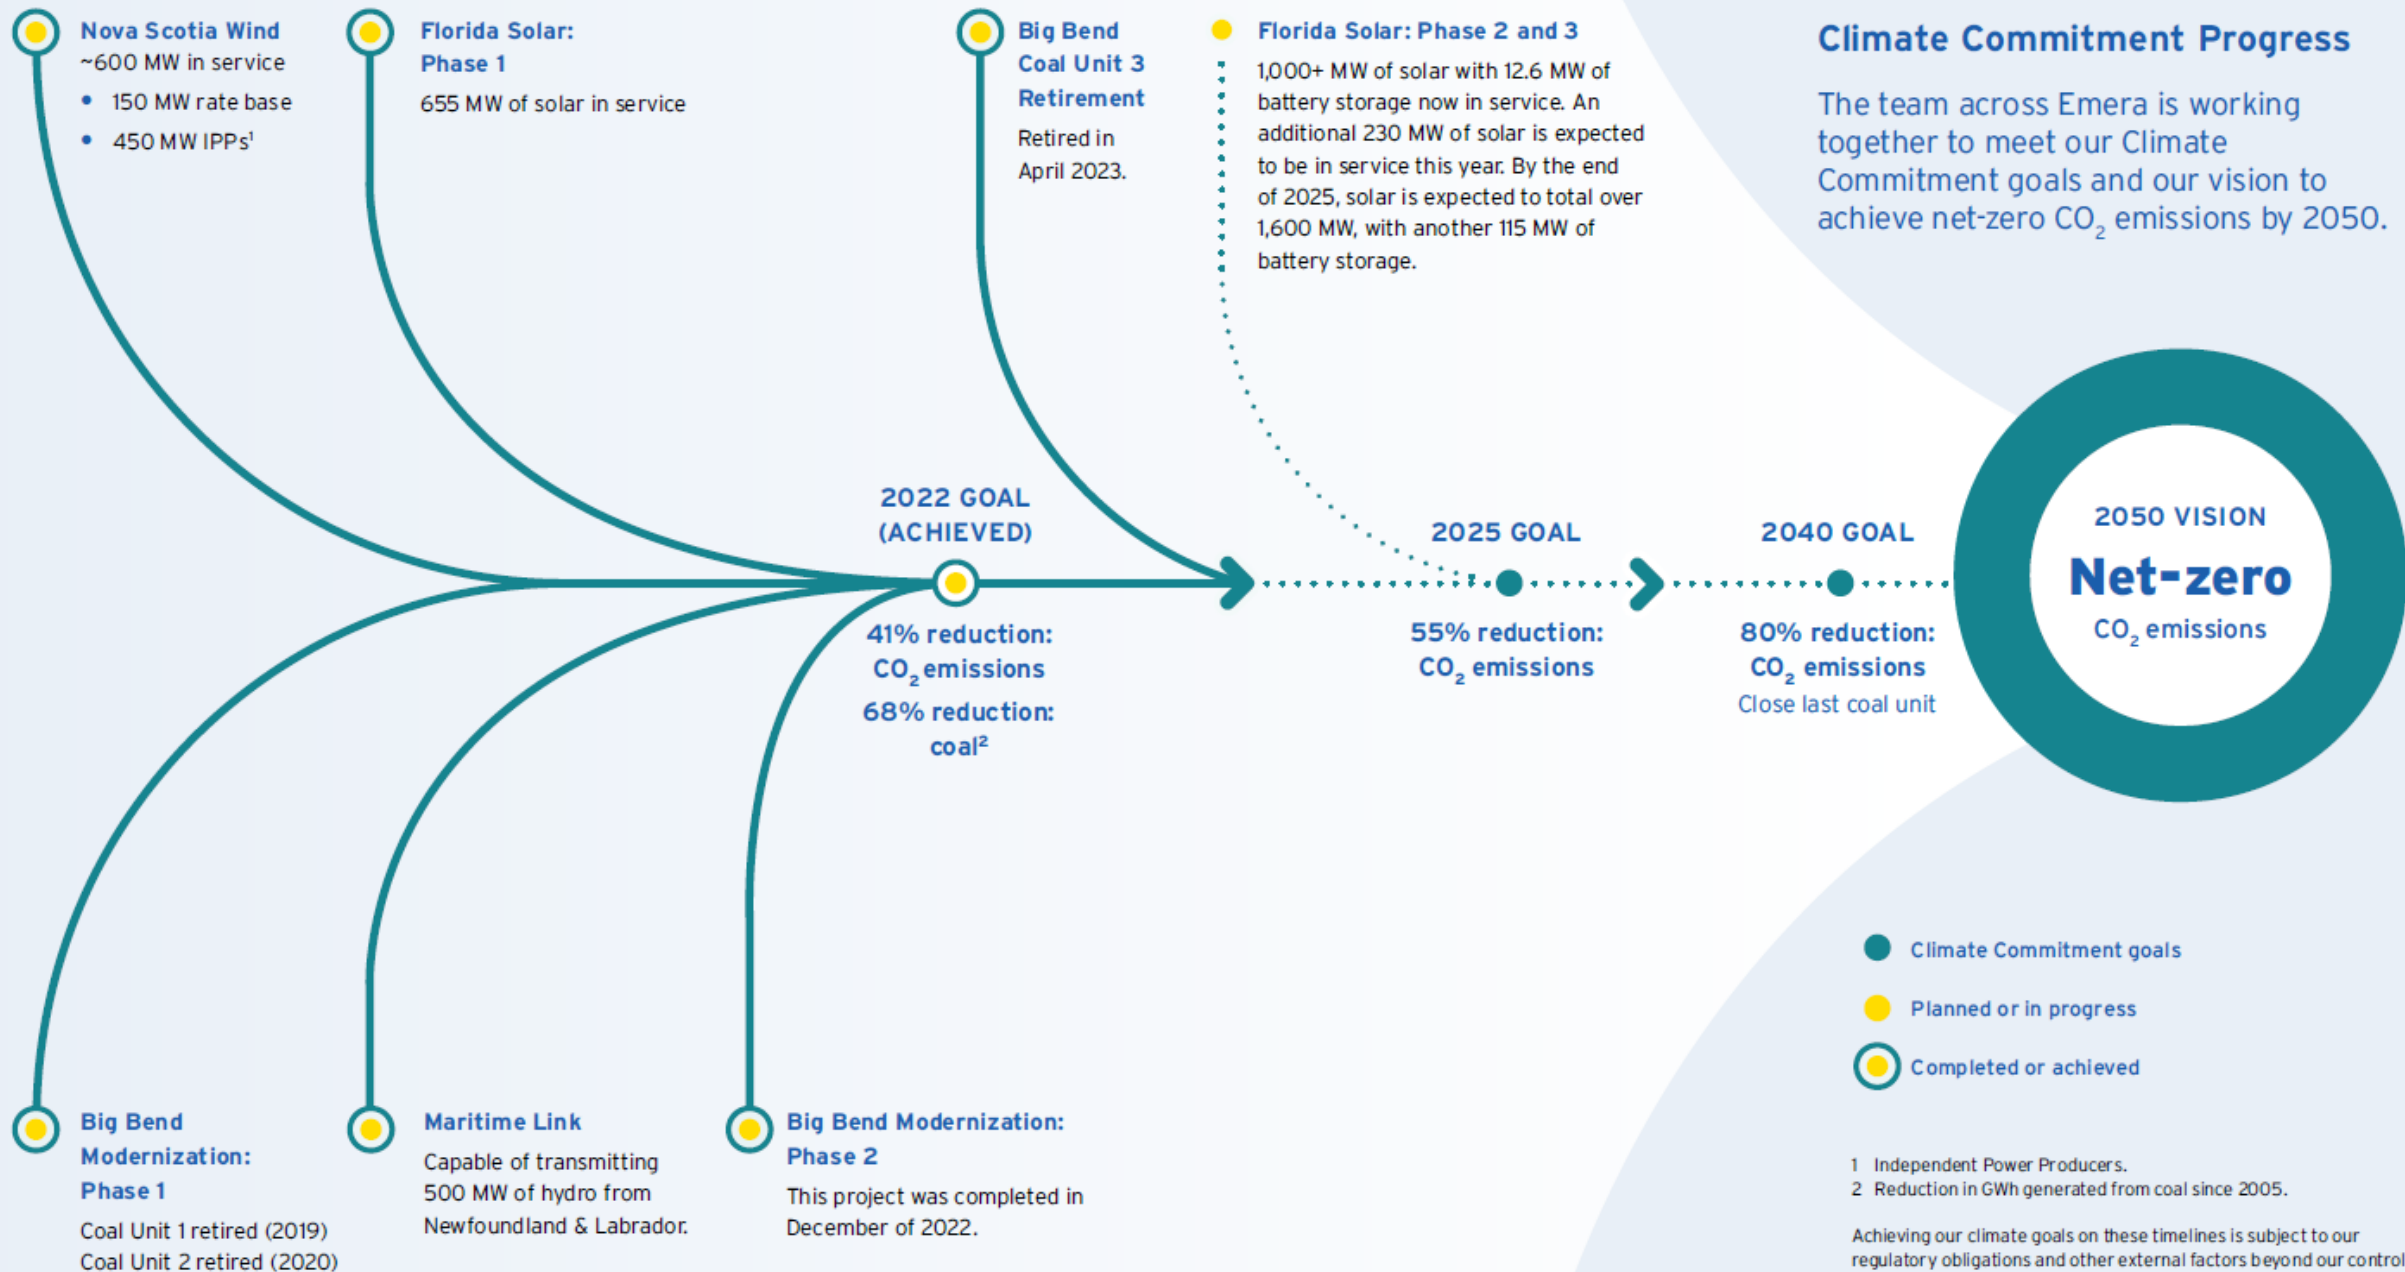 Nova Scotia Wind
~600 MW in service
• 150 MW rate base
• 450 MW IPPs¹
Florida Solar:
Phase 1
655 MW of solar in service
Big Bend
Coal Unit 3
Retirement
Retired in
April 2023.
Florida Solar: Phase 2 and 3
1,000+ MW of solar with 12.6 MW of
battery storage now in service. An
additional 230 MW of solar is expected
to be in service this year. By the end
of 2025, solar is expected to total over
1,600 MW, with another 115 MW of
battery storage.
Climate Commitment Progress
The team across Emera is working
together to meet our Climate
Commitment goals and our vision to
achieve net-zero CO₂ emissions by 2050.
2022 GOAL
(ACHIEVED)
41% reduction:
CO₂ emissions
68% reduction:
coal²
2025 GOAL
55% reduction:
CO₂ emissions
2040 GOAL
80% reduction:
CO₂ emissions
Close last coal unit
2050 VISION
Net-zero
CO₂ emissions
Big Bend
Modernization:
Phase 1
Coal Unit 1 retired (2019)
Coal Unit 2 retired (2020)
Maritime Link
Capable of transmitting
500 MW of hydro from
Newfoundland & Labrador.
Big Bend Modernization:
Phase 2
This project was completed in
December of 2022.
Climate Commitment goals
Planned or in progress
Completed or achieved
1 Independent Power Producers.
2 Reduction in GWh generated from coal since 2005.
Achieving our climate goals on these timelines is subject to our
regulatory obligations and other external factors beyond our control